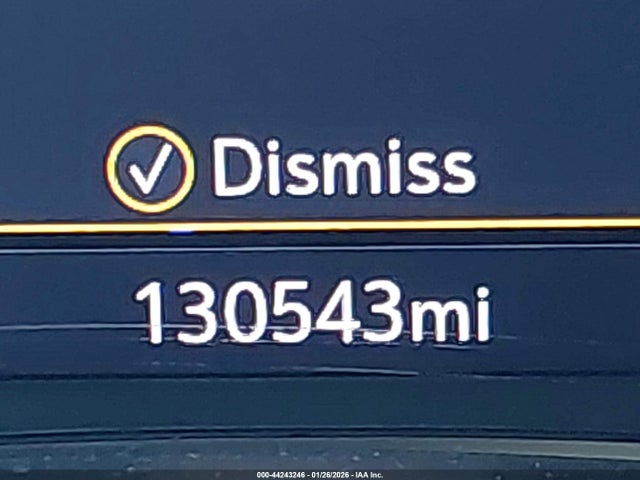 Dismiss
130543mi
000-44243246 - 01/26/2026 - IAA Inc.